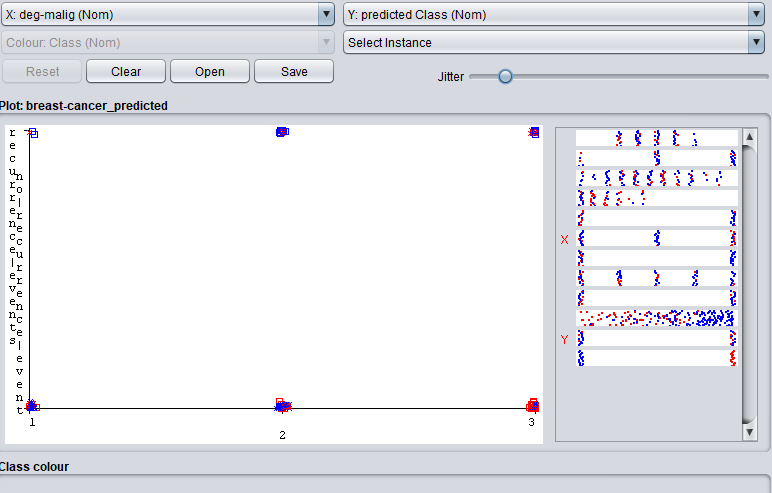 X: deg-malig (Nom)
Y: predicted Class (Nom)
Colour: Class (Nom)
Select Instance
Reset
Clear
Open
Save
Jitter
Plot: breast-cancer_predicted
recurrence-events
no-recurrence-event
1
2
3
X
Y
Class colour